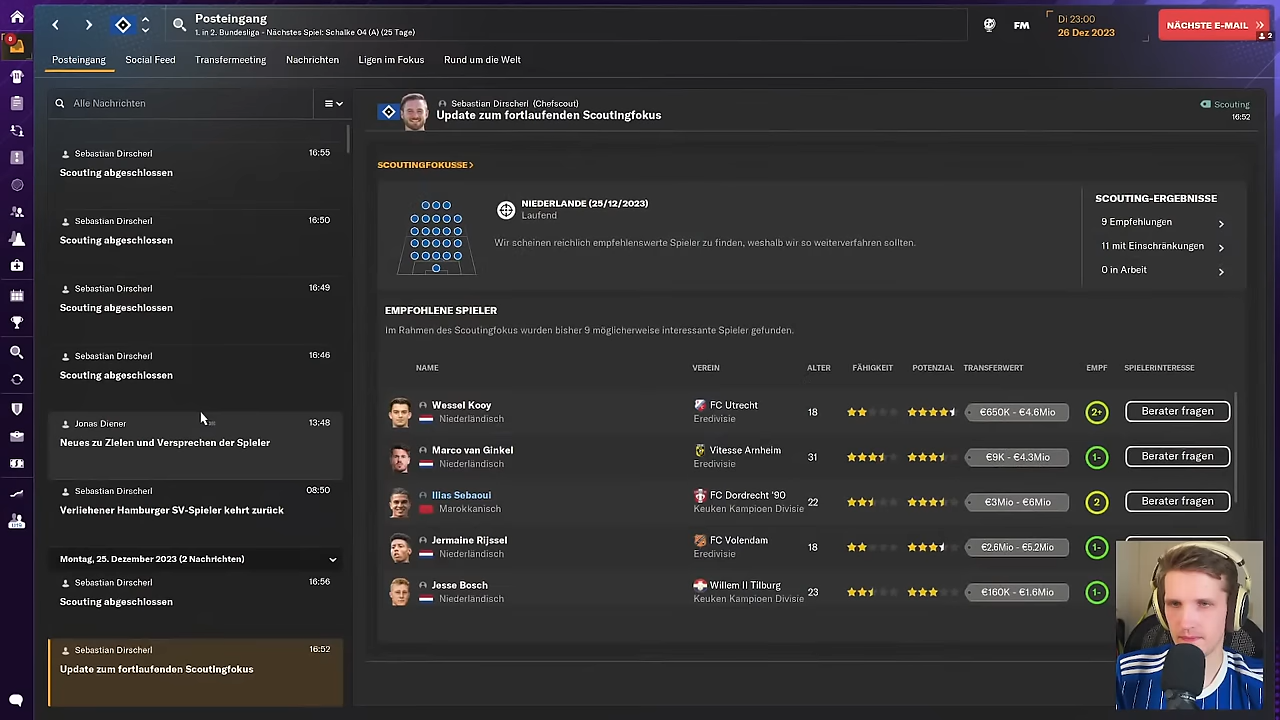 Posteingang
1. in 2. Bundesliga - Nächstes Spiel: Schalke 04 (A) (25 Tage)
FM
Di 23:00
26 Dez 2023
NÄCHSTE E-MAIL
2
8
Posteingang
Social Feed
Transfermeeting
Nachrichten
Ligen im Fokus
Rund um die Welt
Alle Nachrichten
Sebastian Dirscherl 16:55
Scouting abgeschlossen
Sebastian Dirscherl 16:50
Scouting abgeschlossen
Sebastian Dirscherl 16:49
Scouting abgeschlossen
Sebastian Dirscherl 16:46
Scouting abgeschlossen
Jonas Diener 13:48
Neues zu Zielen und Versprechen der Spieler
Sebastian Dirscherl 08:50
Verliehener Hamburger SV-Spieler kehrt zurück
Montag, 25. Dezember 2023 (2 Nachrichten)
Sebastian Dirscherl 16:56
Scouting abgeschlossen
Sebastian Dirscherl 16:52
Update zum fortlaufenden Scoutingfokus
Sebastian Dirscherl (Chefscout)
Update zum fortlaufenden Scoutingfokus
Scouting
16:52
SCOUTINGFOKUSSE >
NIEDERLANDE (25/12/2023)
Laufend
Wir scheinen reichlich empfehlenswerte Spieler zu finden, weshalb wir so weiterverfahren sollten.
SCOUTING-ERGEBNISSE
9 Empfehlungen
11 mit Einschränkungen
0 in Arbeit
EMPFOHLENE SPIELER
Im Rahmen des Scoutingfokus wurden bisher 9 möglicherweise interessante Spieler gefunden.
NAME VEREIN ALTER FÄHIGKEIT POTENZIAL TRANSFERWERT EMPF SPIELERINTERESSE
Wessel Kooy FC Utrecht 18 €650K - €4.6Mio 2+ Berater fragen
Niederländisch Eredivisie
Marco van Ginkel Vitesse Arnheim 31 €9K - €4.3Mio 1- Berater fragen
Niederländisch Eredivisie
Ilias Sebaoui FC Dordrecht '90 22 €3Mio - €6Mio 2 Berater fragen
Marokkanisch Keuken Kampioen Divisie
Jermaine Rijssel FC Volendam 18 €2.6Mio - €5.2Mio 1-
Niederländisch Eredivisie
Jesse Bosch Willem II Tilburg 23 €160K - €1.6Mio 1-
Niederländisch Keuken Kampioen Divisie